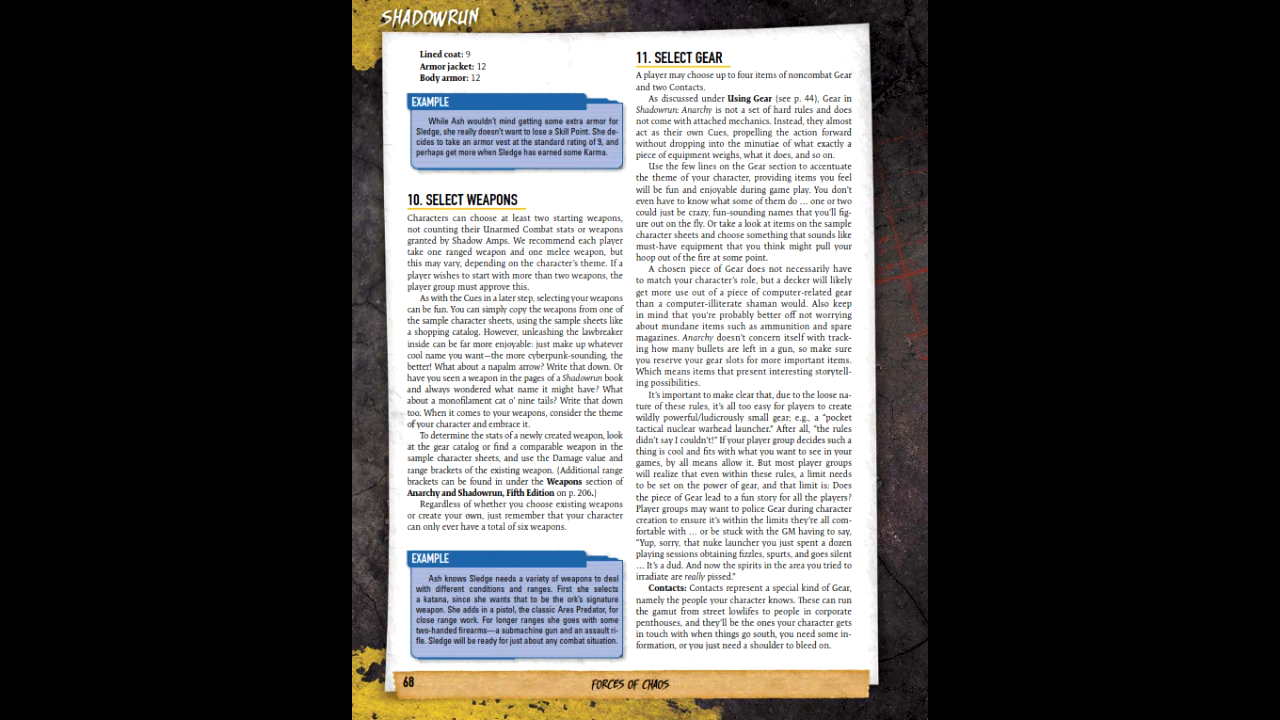 SHADOWRUN
Lined coat: 9
Armor jacket: 12
Body armor: 12
EXAMPLE
While Ash wouldn't mind getting some extra armor for
Sledge, she really doesn't want to lose a Skill Point. She de-
cides to take an armor vest at the standard rating of 9, and
perhaps get more when Sledge has earned some Karma.
10. SELECT WEAPONS
Characters can choose at least two starting weapons,
not counting their Unarmed Combat stats or weapons
granted by Shadow Amps. We recommend each player
take one ranged weapon and one melee weapon, but
this may vary, depending on the character's theme. If a
player wishes to start with more than two weapons, the
player group must approve this.
As with the Cues in a later step, selecting your weapons
can be fun. You can simply copy the weapons from one of
the sample character sheets, using the sample sheets like
a shopping catalog. However, unleashing the lawbreaker
inside can be far more enjoyable: just make up whatever
cool name you want—the more cyberpunk-sounding, the
better! What about a napalm arrow? Write that down. Or
have you seen a weapon in the pages of a Shadowrun book
and always wondered what name it might have? What
about a monofilament cat o' nine tails? Write that down
too. When it comes to your weapons, consider the theme
of your character and embrace it.
To determine the stats of a newly created weapon, look
at the gear catalog or find a comparable weapon in the
sample character sheets, and use the Damage value and
range brackets of the existing weapon. (Additional range
brackets can be found in under the Weapons section of
Anarchy and Shadowrun, Fifth Edition on p. 206.)
Regardless of whether you choose existing weapons
or create your own, just remember that your character
can only ever have a total of six weapons.
EXAMPLE
Ash knows Sledge needs a variety of weapons to deal
with different conditions and ranges. First she selects
a katana, since she wants that to be the ork's signature
weapon. She adds in a pistol, the classic Ares Predator, for
close range work. For longer ranges she goes with some
two-handed firearms—a submachine gun and an assault ri-
fle. Sledge will be ready for just about any combat situation.
11. SELECT GEAR
A player may choose up to four items of noncombat Gear
and two Contacts.
As discussed under Using Gear (see p. 44), Gear in
Shadowrun: Anarchy is not a set of hard rules and does
not come with attached mechanics. Instead, they almost
act as their own Cues, propelling the action forward
without dropping into the minutiae of what exactly a
piece of equipment weighs, what it does, and so on.
Use the few lines on the Gear section to accentuate
the theme of your character, providing items you feel
will be fun and enjoyable during game play. You don't
even have to know what some of them do ... one or two
could just be crazy, fun-sounding names that you'll fig-
ure out on the fly. Or take a look at items on the sample
character sheets and choose something that sounds like
must-have equipment that you think might pull your
hoop out of the fire at some point.
A chosen piece of Gear does not necessarily have
to match your character's role, but a decker will likely
get more use out of a piece of computer-related gear
than a computer-illiterate shaman would. Also keep
in mind that you're probably better off not worrying
about mundane items such as ammunition and spare
magazines. Anarchy doesn't concern itself with track-
ing how many bullets are left in a gun, so make sure
you reserve your gear slots for more important items.
Which means items that present interesting storytell-
ing possibilities.
It's important to make clear that, due to the loose na-
ture of these rules, it's all too easy for players to create
wildly powerful/ludicrously small gear; e.g., a "pocket
tactical nuclear warhead launcher." After all, "the rules
didn't say I couldn't!" If your player group decides such a
thing is cool and fits with what you want to see in your
games, by all means allow it. But most player groups
will realize that even within these rules, a limit needs
to be set on the power of gear, and that limit is: Does
the piece of Gear lead to a fun story for all the players?
Player groups may want to police Gear during character
creation to ensure it's within the limits they're all com-
fortable with ... or be stuck with the GM having to say,
"Yup, sorry, that nuke launcher you just spent a dozen
playing sessions obtaining fizzles, spurts, and goes silent
... It's a dud. And now the spirits in the area you tried to
irradiate are really pissed."
Contacts: Contacts represent a special kind of Gear,
namely the people your character knows. These can run
the gamut from street lowlifes to people in corporate
penthouses, and they'll be the ones your character gets
in touch with when things go south, you need some in-
formation, or you just need a shoulder to bleed on.
68
FORCES OF CHAOS